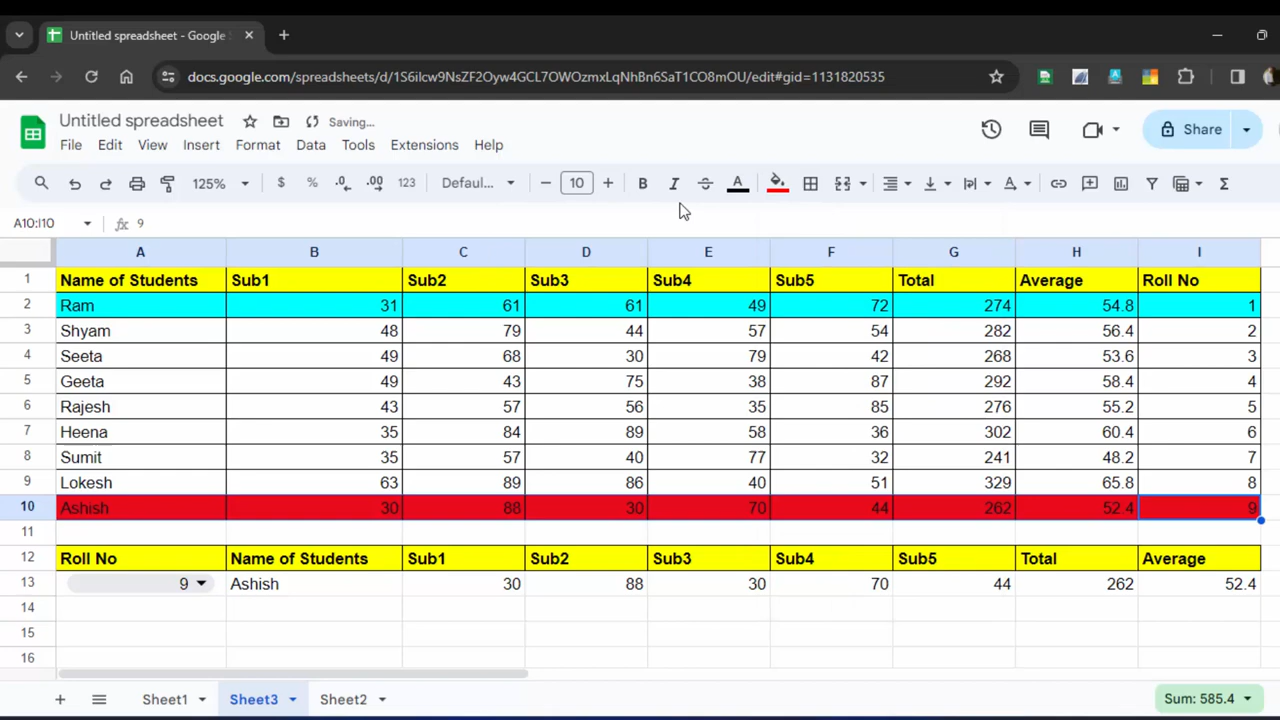 Untitled spreadsheet - Google S
docs.google.com/spreadsheets/d/1S6ilcw9NsZF2Oyw4GCL7OWOzmxLqNhBn6SaT1CO8mOU/edit#gid=1131820535
Untitled spreadsheet Saving...
File Edit View Insert Format Data Tools Extensions Help
Share
125% $ % .0 .00 123 Defaul... - 10 + B I S A Σ
A10:I10 fx 9
A B C D E F G H I
1 Name of Students Sub1 Sub2 Sub3 Sub4 Sub5 Total Average Roll No
2 Ram 31 61 61 49 72 274 54.8 1
3 Shyam 48 79 44 57 54 282 56.4 2
4 Seeta 49 68 30 79 42 268 53.6 3
5 Geeta 49 43 75 38 87 292 58.4 4
6 Rajesh 43 57 56 35 85 276 55.2 5
7 Heena 35 84 89 58 36 302 60.4 6
8 Sumit 35 57 40 77 32 241 48.2 7
9 Lokesh 63 89 86 40 51 329 65.8 8
10 Ashish 30 88 30 70 44 262 52.4 9
11
12 Roll No Name of Students Sub1 Sub2 Sub3 Sub4 Sub5 Total Average
13 9 Ashish 30 88 30 70 44 262 52.4
14
15
16
+ Sheet1 Sheet3 Sheet2 Sum: 585.4